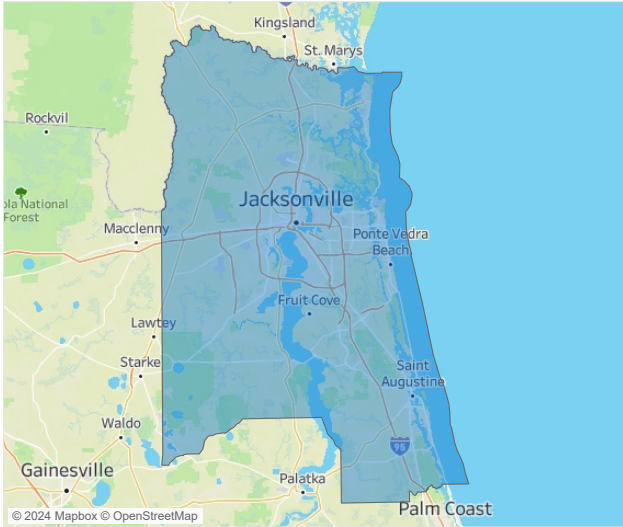 Kingsland
St. Marys
Rockvil
ola National
Forest
Jacksonville
Macclenny
Ponte Vedra
Beach
Fruit Cove
Lawtey
Starke
Saint
Augustine
Waldo
95
Gainesville
Palatka
Palm Coast
© 2024 Mapbox © OpenStreetMap